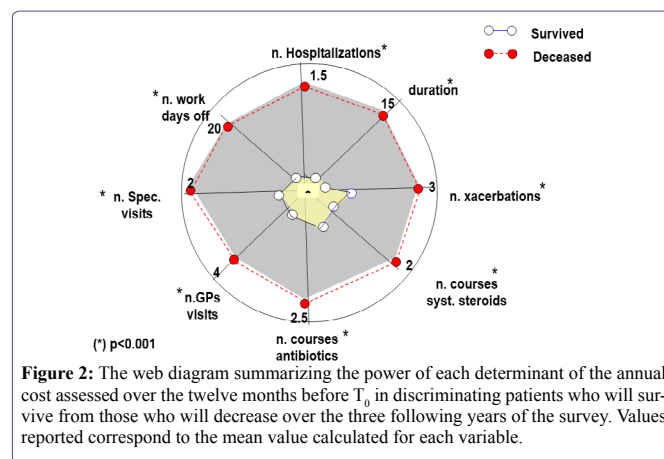 Survived
Deceased
n. Hospitalizations*
1.5
duration*
15
* n. work
days off
20
2
* n. Spec.
visits
3
n. xacerbations*
4
* n.GPs
visits
2
n. courses *
syst. steroids
2.5
n. courses *
antibiotics
(*) p<0.001
Figure 2: The web diagram summarizing the power of each determinant of the annual
cost assessed over the twelve months before T0 in discriminating patients who will sur-
vive from those who will decrease over the three following years of the survey. Values
reported correspond to the mean value calculated for each variable.